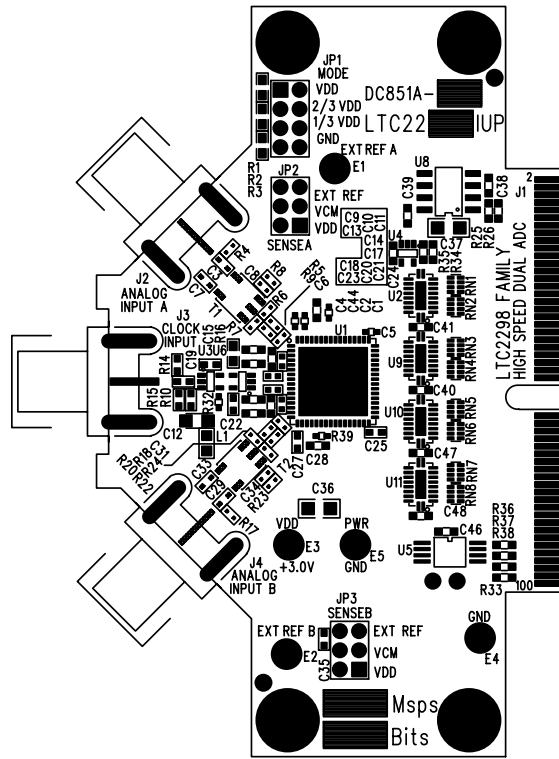 JP1
MODE
VDD
2/3 VDD
1/3 VDD
GND
DC851A-
LTC22 IUP
EXT REF A
E1
R1
R2
R3
JP2
EXT REF
VCM
VDD
SENSEA
U8
C39
C38
2
J1
R25
R26
C37
R35
R34
U4
C24
C9
C13
C10
C11
C14
C17
C18
C23
C21
C22
R4
C3
C8
R8
R5
R9
C6
R6
C7
T1
J2
ANALOG
INPUT A
C4
C44
C2
C1
U1
C5
U2
RN1
RN2
C41
U9
RN3
RN4
C40
U10
RN5
RN6
C47
U11
RN7
RN8
C48
LTC2298 FAMILY
HIGH SPEED DUAL ADC
J3
CLOCK
INPUT
C15
R16
C19
U3
U6
R14
R15
R10
R32
C12
C22
L1
R39
C25
C27
C28
R18
C31
R20
R24
R22
C33
C29
C34
R23
T2
R17
C36
VDD
E3
+3.0V
PWR
E5
GND
C46
U5
R36
R37
R38
R33
100
J4
ANALOG
INPUT B
JP3
SENSEB
EXT REF B
E2
C35
EXT REF
VCM
VDD
GND
E4
Msps
Bits